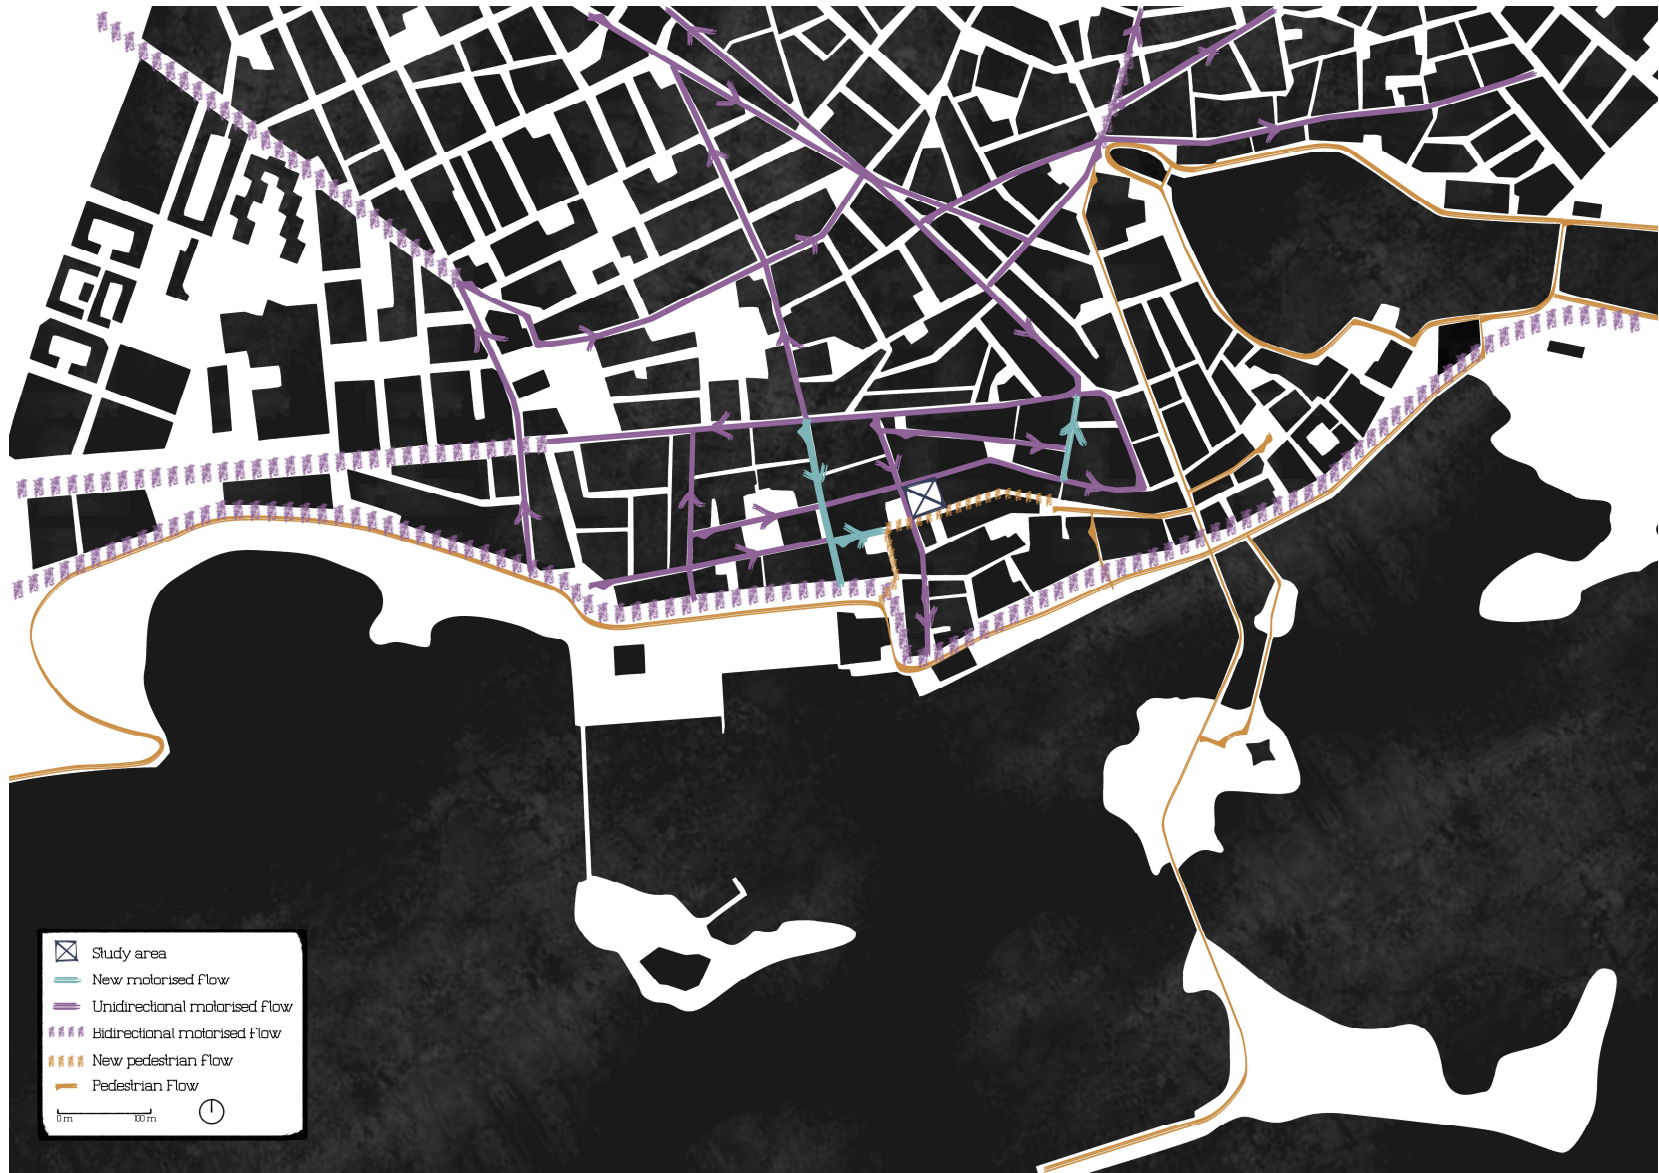 Study area
New motorised flow
Unidirectional motorised flow
Bidirectional motorised flow
New pedestrian flow
Pedestrian Flow
0 m 100 m